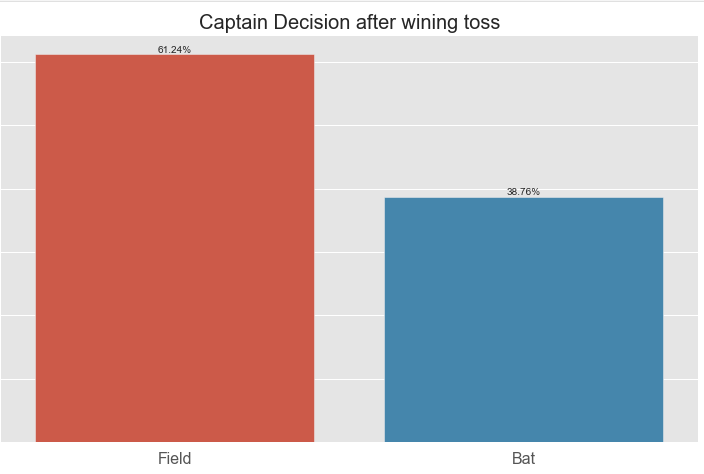 Captain Decision after wining toss
61.24%
38.76%
Field
Bat